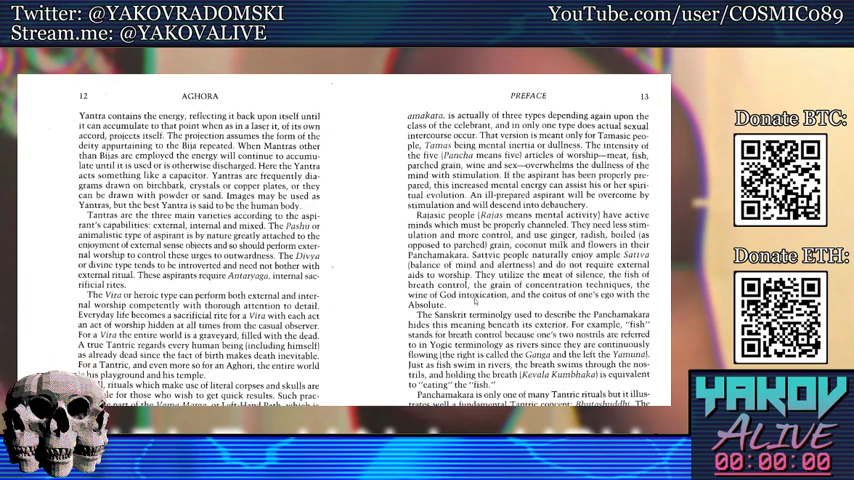 Twitter: @YAKOVRADOMSKI
Stream.me: @YAKOVALIVE
YouTube.com/user/COSMIC089
12 AGHORA
Yantra contains the energy, reflecting it back upon itself until
it can accumulate to that point when as in a laser it, of its own
accord, projects itself. The projection assumes the form of the
deity appurtaining to the Bija repeated. When Mantras other
than Bijas are employed the energy will continue to accumu-
late until it is used or is otherwise discharged. Here the Yantra
acts something like a capacitor. Yantras are frequently dia-
grams drawn on birchbark, crystals or copper plates, or they
can be drawn with powder or sand. Images may be used as
Yantras, but the best Yantra is said to be the human body.
Tantras are the three main varieties according to the aspi-
rant's capabilities: external, internal and mixed. The Pashu or
animalistic type of aspirant is by nature greatly attached to the
enjoyment of external sense objects and so should perform exter-
nal worship to control these urges to outwardness. The Divya
or divine type tends to be introverted and need not bother with
external ritual. These aspirants require Antaryaga, internal sac-
rificial rites.
The Vira or heroic type can perform both external and inter-
nal worship competently with thorough attention to detail.
Everyday life becomes a sacrificial rite for a Vira with each act
an act of worship hidden at all times from the casual observer.
For a Vira the entire world is a graveyard, filled with the dead.
A true Tantric regards every human being (including himself)
as already dead since the fact of birth makes death inevitable.
For a Tantric, and even more so for an Aghori, the entire world
is his playground and his temple.
rituals which make use of literal corpses and skulls are
for those who wish to get quick results. Such prac-
part of the Vama Marga, or Left-Hand Path, which is
PREFACE 13
amakara, is actually of three types depending again upon the
class of the celebrant, and in only one type does actual sexual
intercourse occur. That version is meant only for Tamasic peo-
ple, Tamas being mental inertia or dullness. The intensity of
the five (Pancha means five) articles of worship—meat, fish,
parched grain, wine and sex—overwhelms the dullness of the
mind with stimulation. If the aspirant has been properly pre-
pared, this increased mental energy can assist his or her spiri-
tual evolution. An ill-prepared aspirant will be overcome by
stimulation and will descend into debauchery.
Rajasic people (Rajas means mental activity) have active
minds which must be properly channeled. They need less stim-
ulation and more control, and use ginger, radish, boiled (as
opposed to parched) grain, coconut milk and flowers in their
Panchamakara. Sattvic people naturally enjoy ample Sattva
(balance of mind and alertness) and do not require external
aids to worship. They utilize the meat of silence, the fish of
breath control, the grain of concentration techniques, the
wine of God intoxication, and the coitus of one's ego with the
Absolute.
The Sanskrit terminolgy used to describe the Panchamakara
hides this meaning beneath its exterior. For example, "fish"
stands for breath control because one's two nostrils are referred
to in Yogic terminology as rivers since they are continuously
flowing (the right is called the Ganga and the left the Yamuna).
Just as fish swim in rivers, the breath swims through the nos-
trils, and holding the breath (Kevala Kumbhaka) is equivalent
to "eating" the "fish."
Panchamakara is only one of many Tantric rituals but it illus-
trates well a fundamental Tantric concept: Bhutashuddhi. The
Donate BTC:
Donate ETH:
YAKOV
ALIVE
00:00:00